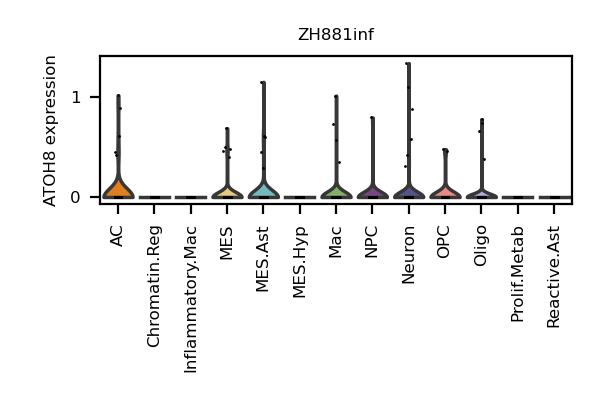 ZH881inf
ATOH8 expression
1
0
AC
Chromatin.Reg
Inflammatory.Mac
MES
MES.Ast
MES.Hyp
Mac
NPC
Neuron
OPC
Oligo
Prolif.Metab
Reactive.Ast